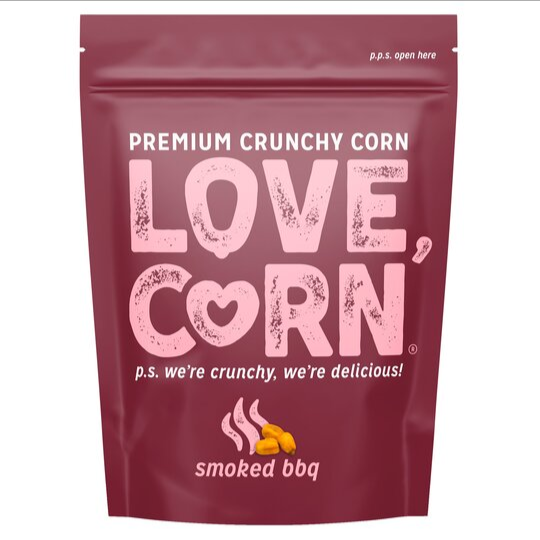 p.p.s. open here
PREMIUM CRUNCHY CORN
LOVE,
CORN.®
p.s. we're crunchy, we're delicious!
smoked bbq